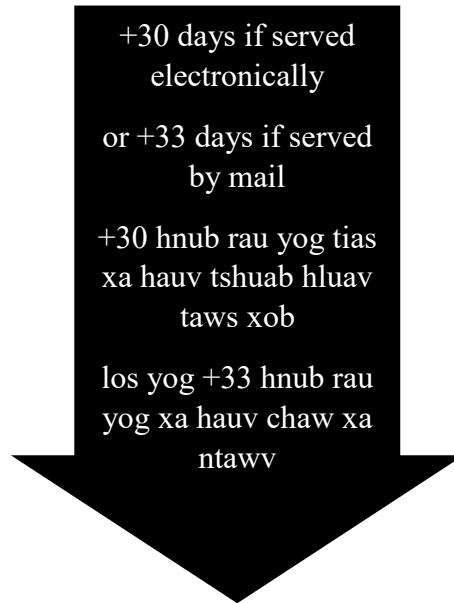 +30 days if served
electronically
or +33 days if served
by mail
+30 hnub rau yog tias
xa hauv tshuab hluav
taws xob
los yog +33 hnub rau
yog xa hauv chaw xa
ntawv